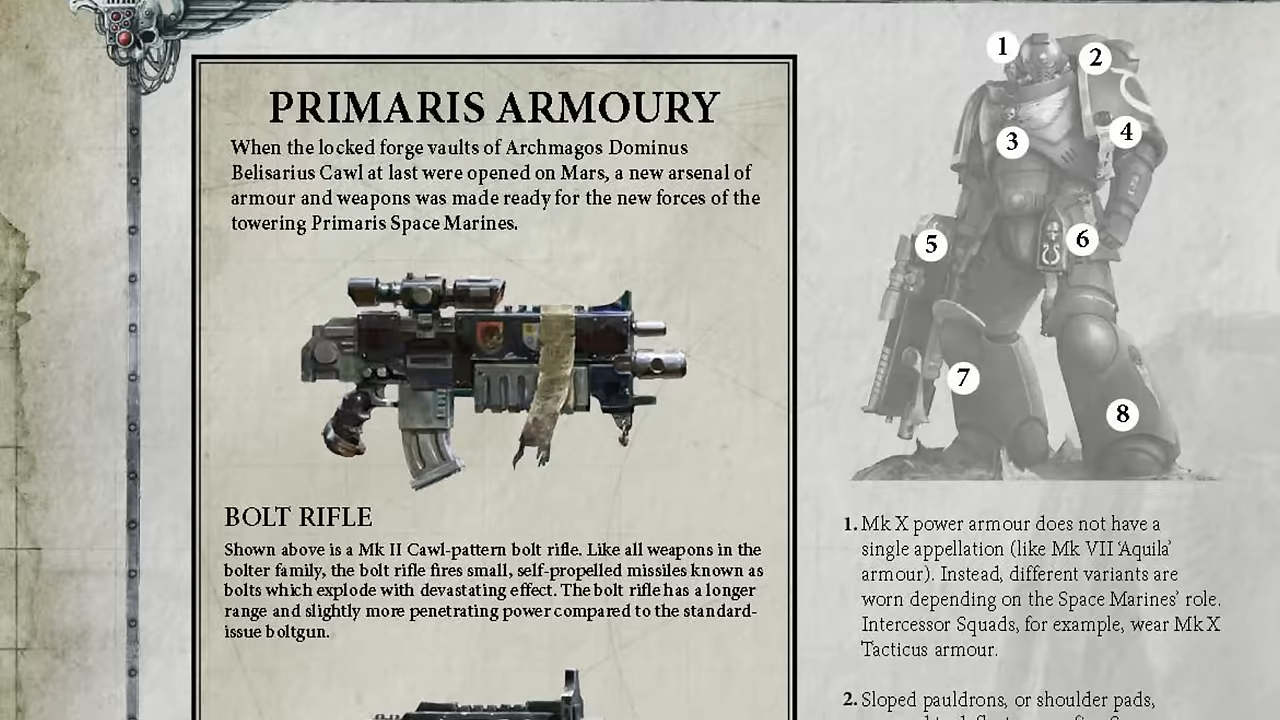 PRIMARIS ARMOURY
When the locked forge vaults of Archmagos Dominus
Belisarius Cawl at last were opened on Mars, a new arsenal of
armour and weapons was made ready for the new forces of the
towering Primaris Space Marines.
BOLT RIFLE
Shown above is a Mk II Cawl-pattern bolt rifle. Like all weapons in the
bolter family, the bolt rifle fires small, self-propelled missiles known as
bolts which explode with devastating effect. The bolt rifle has a longer
range and slightly more penetrating power compared to the standard-
issue boltgun.
1
2
3
4
5
6
7
8
1. Mk X power armour does not have a
single appellation (like Mk VII 'Aquila'
armour). Instead, different variants are
worn depending on the Space Marines' role.
Intercessor Squads, for example, wear Mk X
Tacticus armour.
2. Sloped pauldrons, or shoulder pads,